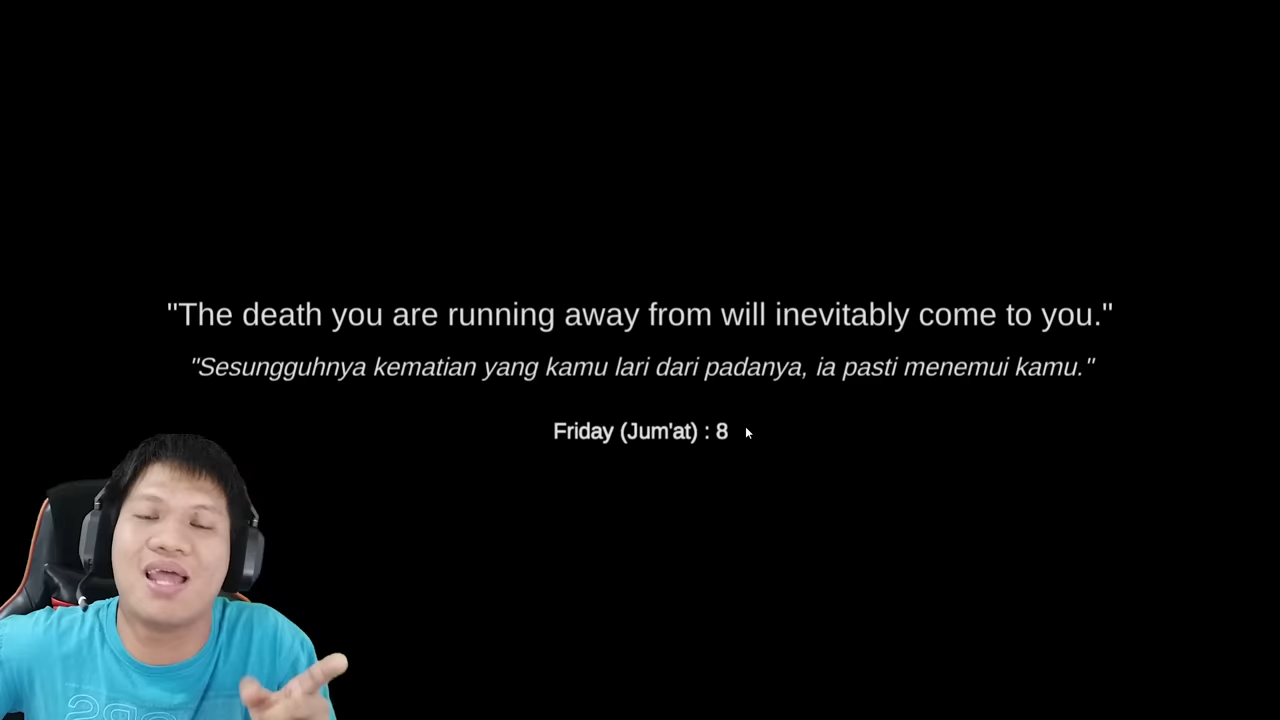 "The death you are running away from will inevitably come to you."
"Sesungguhnya kematian yang kamu lari dari padanya, ia pasti menemui kamu."
Friday (Jum'at) : 8